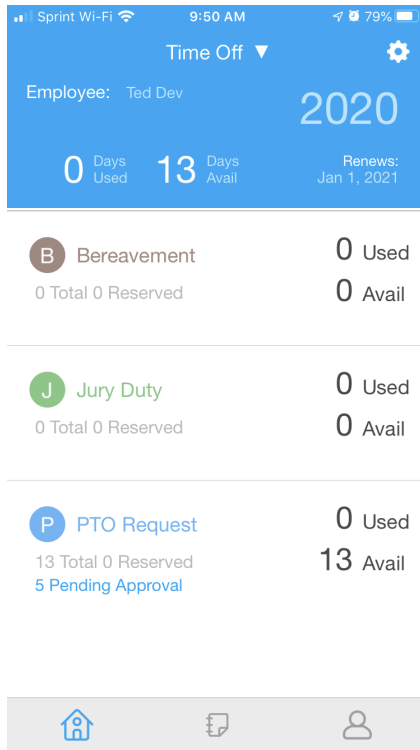 Sprint Wi-Fi 9:50 AM 79%
Time Off ▼
Employee: Ted Dev
2020
0 Days Used 13 Days Avail
Renews:
Jan 1, 2021
B Bereavement
0 Used
0 Total 0 Reserved
0 Avail
J Jury Duty
0 Used
0 Total 0 Reserved
0 Avail
P PTO Request
0 Used
13 Total 0 Reserved
13 Avail
5 Pending Approval